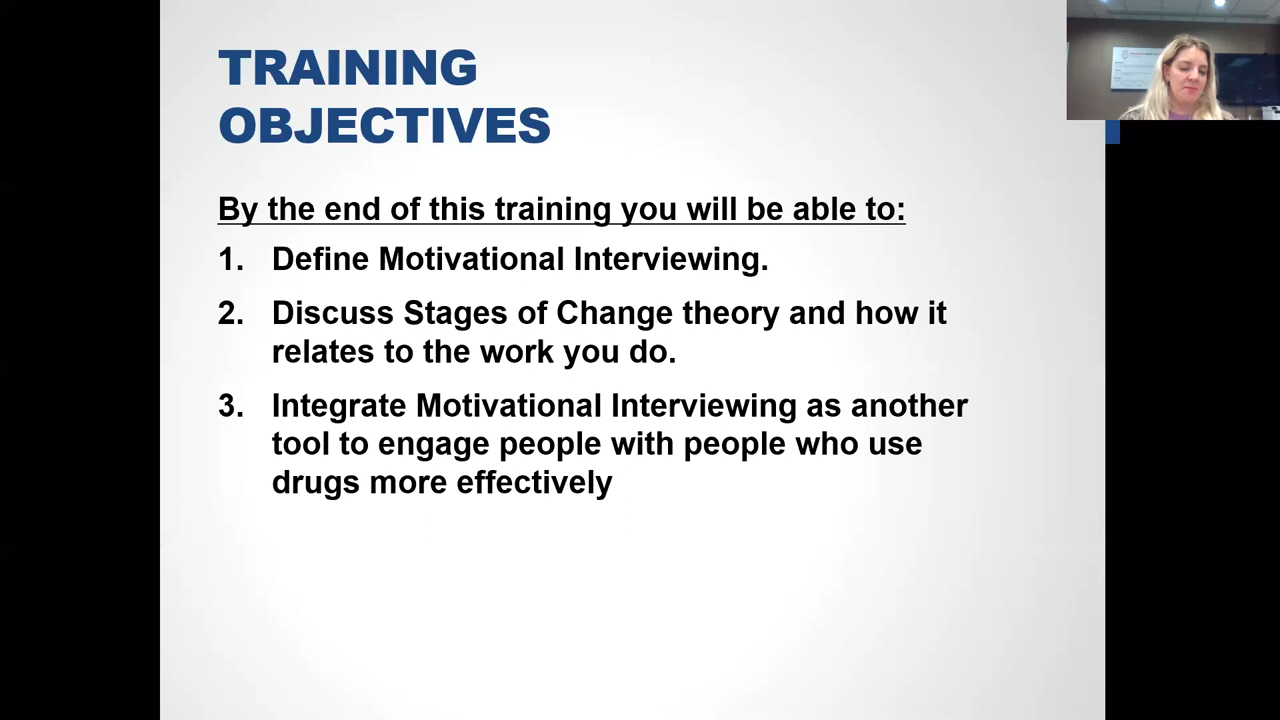 TRAINING
OBJECTIVES
By the end of this training you will be able to:
1. Define Motivational Interviewing.
2. Discuss Stages of Change theory and how it
relates to the work you do.
3. Integrate Motivational Interviewing as another
tool to engage people with people who use
drugs more effectively